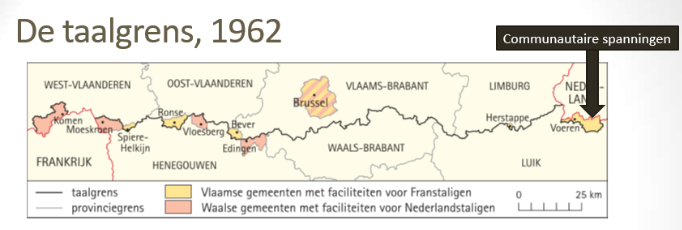 De taalgrens, 1962
Communautaire spanningen
WEST-VLAANDEREN
OOST-VLAANDEREN
VLAAMS-BRABANT
LIMBURG
NEDER-
LAND
Komen
Moeskroen
Spiere-
Helkijn
Ronse
Vloesberg
Bever
Edingen
Brussel
Herstappe
Voeren
FRANKRIJK
HENEGOUWEN
WAALS-BRABANT
LUIK
taalgrens
provinciegrens
Vlaamse gemeenten met faciliteiten voor Franstaligen
Waalse gemeenten met faciliteiten voor Nederlandstaligen
0 25 km